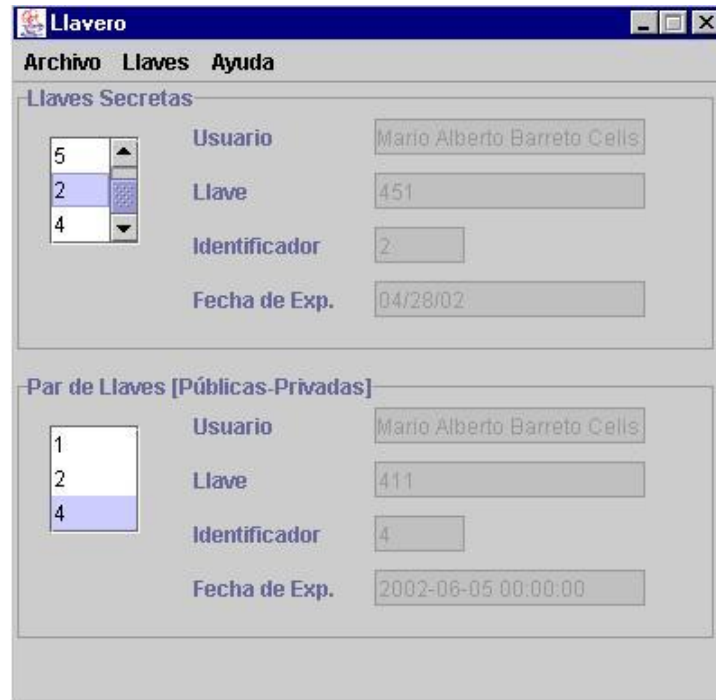 Llavero
Archivo Llaves Ayuda
Llaves Secretas
5
2
4
Usuario Mario Alberto Barreto Celis
Llave 451
Identificador 2
Fecha de Exp. 04/28/02
Par de Llaves [Públicas-Privadas]
1
2
4
Usuario Mario Alberto Barreto Celis
Llave 411
Identificador 4
Fecha de Exp. 2002-06-05 00:00:00